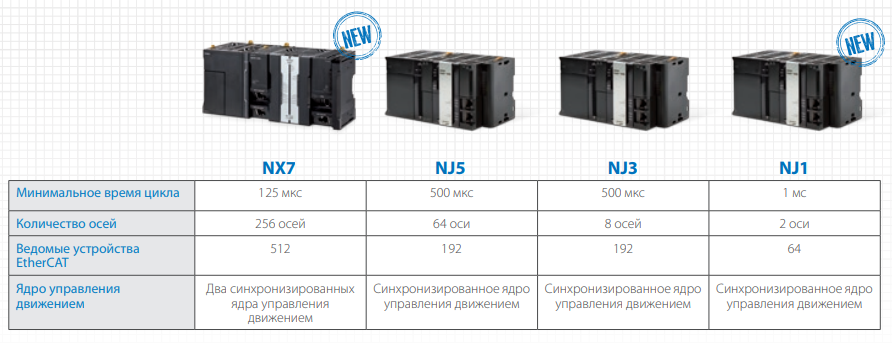 NEW
NEW
NX7 NJ5 NJ3 NJ1
Минимальное время цикла 125 мкс 500 мкс 500 мкс 1 мс
Количество осей 256 осей 64 оси 8 осей 2 оси
Ведомые устройства 512 192 192 64
EtherCAT
Ядро управления Два синхронизированных Синхронизированное ядро Синхронизированное ядро Синхронизированное ядро
движением ядра управления управления движением управления движением управления движением
движением